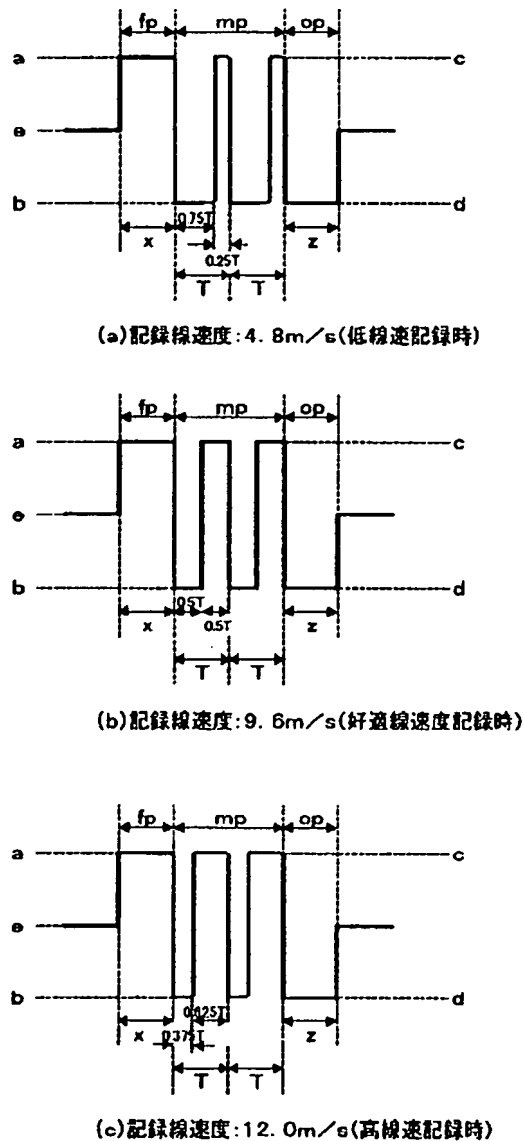 fp mp op
a c
e
b d
0.75T
x z
0.25T
T T
(a)記録線速度:4.8m/s(低線速記録時)
fp mp op
a c
e
b d
0.5T
x 0.5T z
T T
(b)記録線速度:9.6m/s(好適線速度記録時)
fp mp op
a c
e
b d
0.625T
x 0.375T z
T T
(c)記録線速度:12.0m/s(高線速記録時)